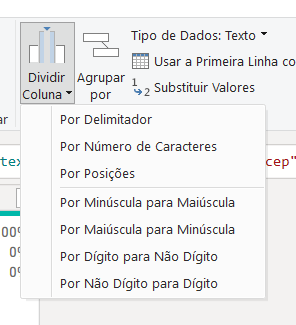 Dividir
Coluna
Agrupar
por
Tipo de Dados: Texto
Usar a Primeira Linha co
1
2
Substituir Valores
ar
Por Delimitador
Por Número de Caracteres
Por Posições
Por Minúscula para Maiúscula
Por Maiúscula para Minúscula
Por Dígito para Não Dígito
Por Não Dígito para Dígito
tex
cep"
00%
0%
0%